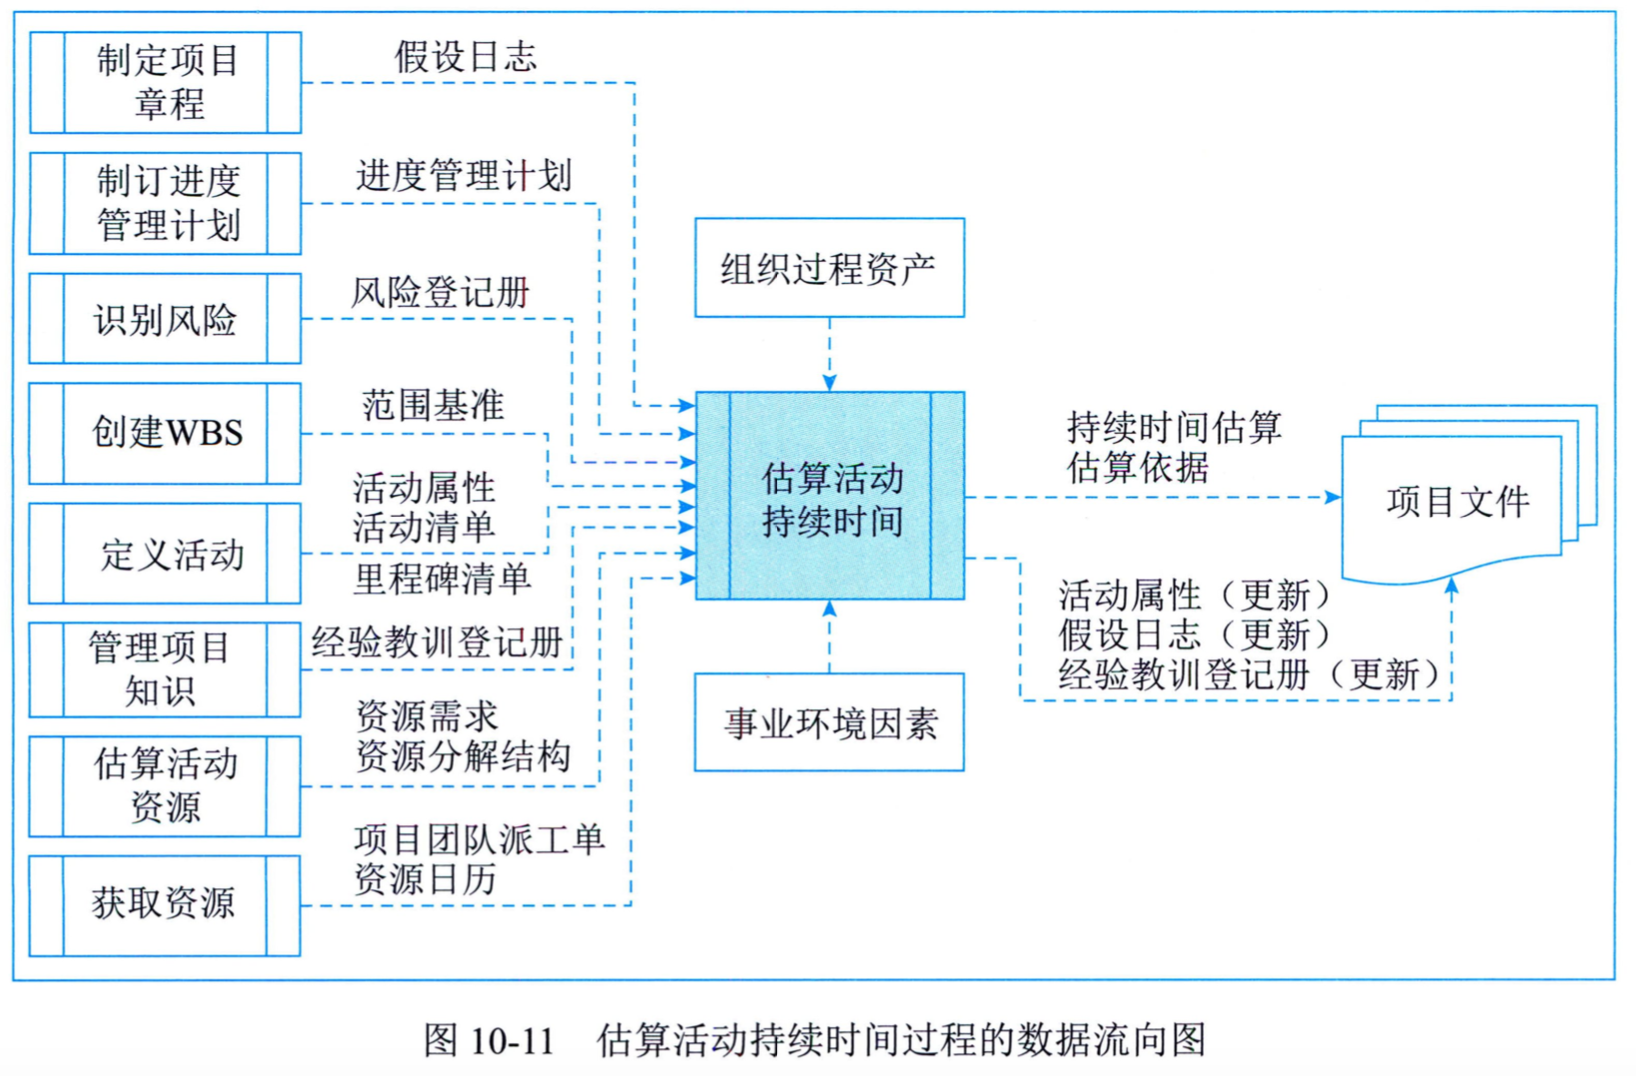 制定项目
章程
假设日志
制订进度
管理计划
进度管理计划
识别风险
风险登记册
创建WBS
范围基准
定义活动
活动属性
活动清单
里程碑清单
管理项目
知识
经验教训登记册
估算活动
资源
资源需求
资源分解结构
获取资源
项目团队派工单
资源日历
组织过程资产
估算活动
持续时间
事业环境因素
持续时间估算
估算依据
项目文件
活动属性（更新）
假设日志（更新）
经验教训登记册（更新）
图 10-11 估算活动持续时间过程的数据流向图